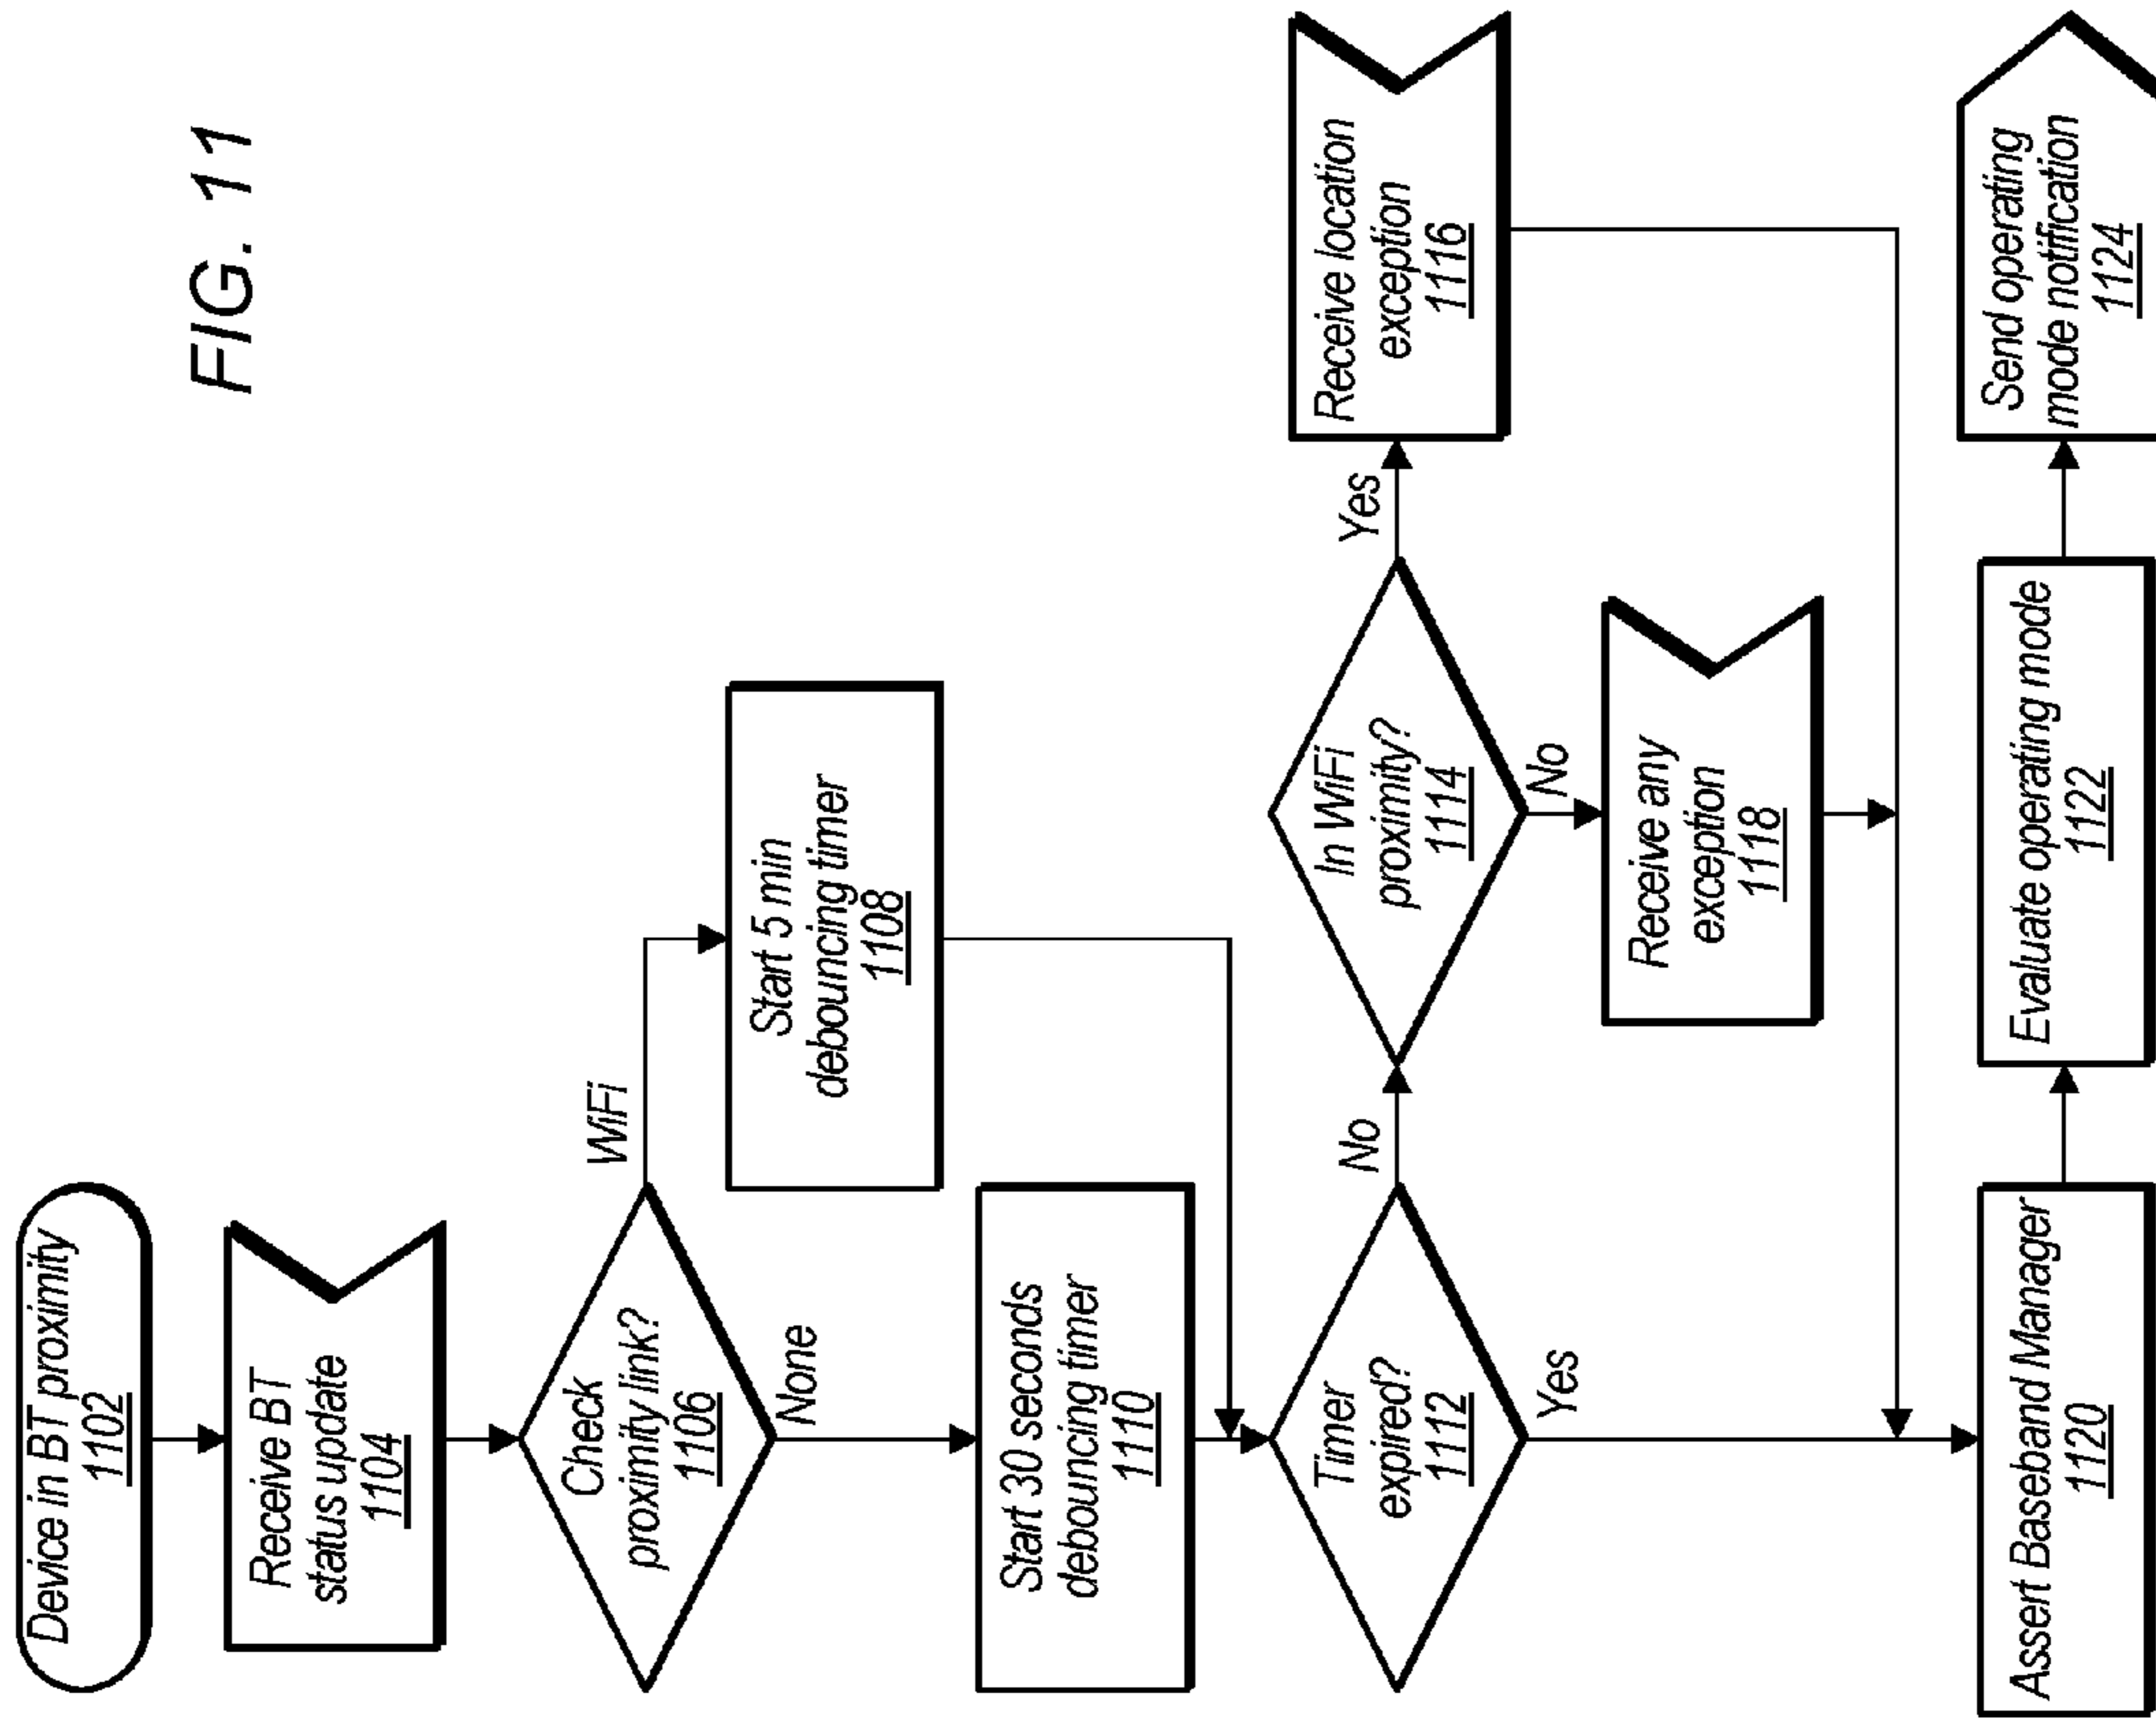 FIG. 11
Device in BT proximity
1102
Receive BT
status update
1104
Check
proximity link?
1106
WiFi
None
Start 5 min
debouncing timer
1108
Start 30 seconds
debouncing timer
1110
Timer
expired?
1112
No
Yes
In WiFi
proximity?
1114
Yes
No
Receive location
exception
1116
Receive any
exception
1118
Assert Baseband Manager
1120
Evaluate operating mode
1122
Send operating
mode notification
1124